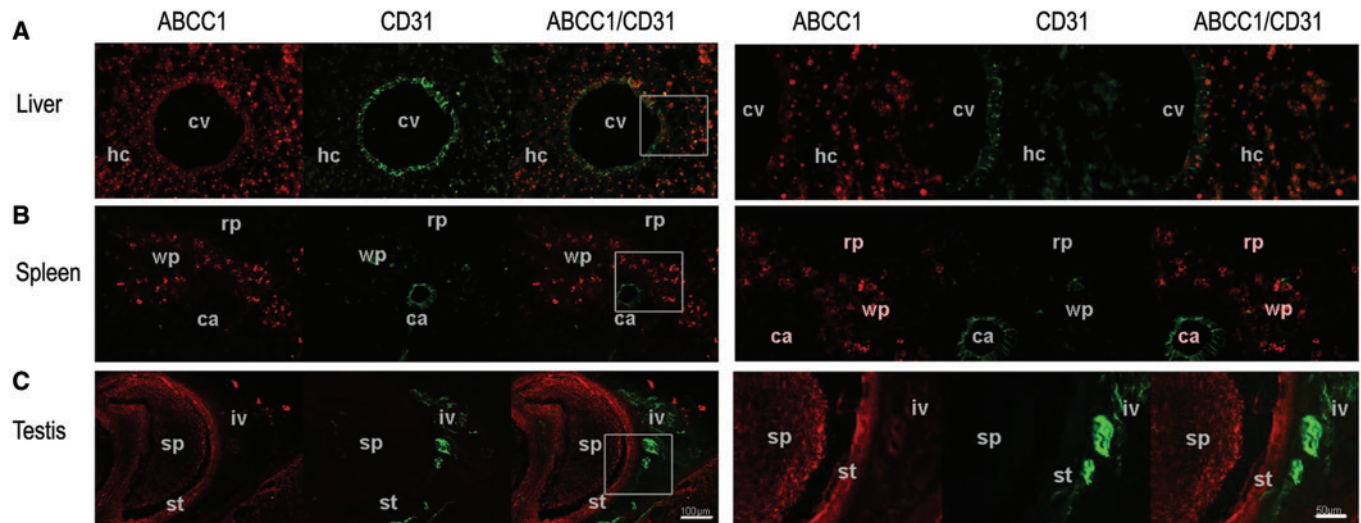 ABCC1 CD31 ABCC1/CD31 ABCC1 CD31 ABCC1/CD31
A
Liver
cv cv cv cv cv cv
hc hc hc hc hc
B
Spleen
rp rp rp rp rp rp
wp wp wp wp wp wp
ca ca ca ca ca ca
C
Testis
iv iv iv iv iv iv
sp sp sp sp sp sp
st st st st st st
100µm 50µm